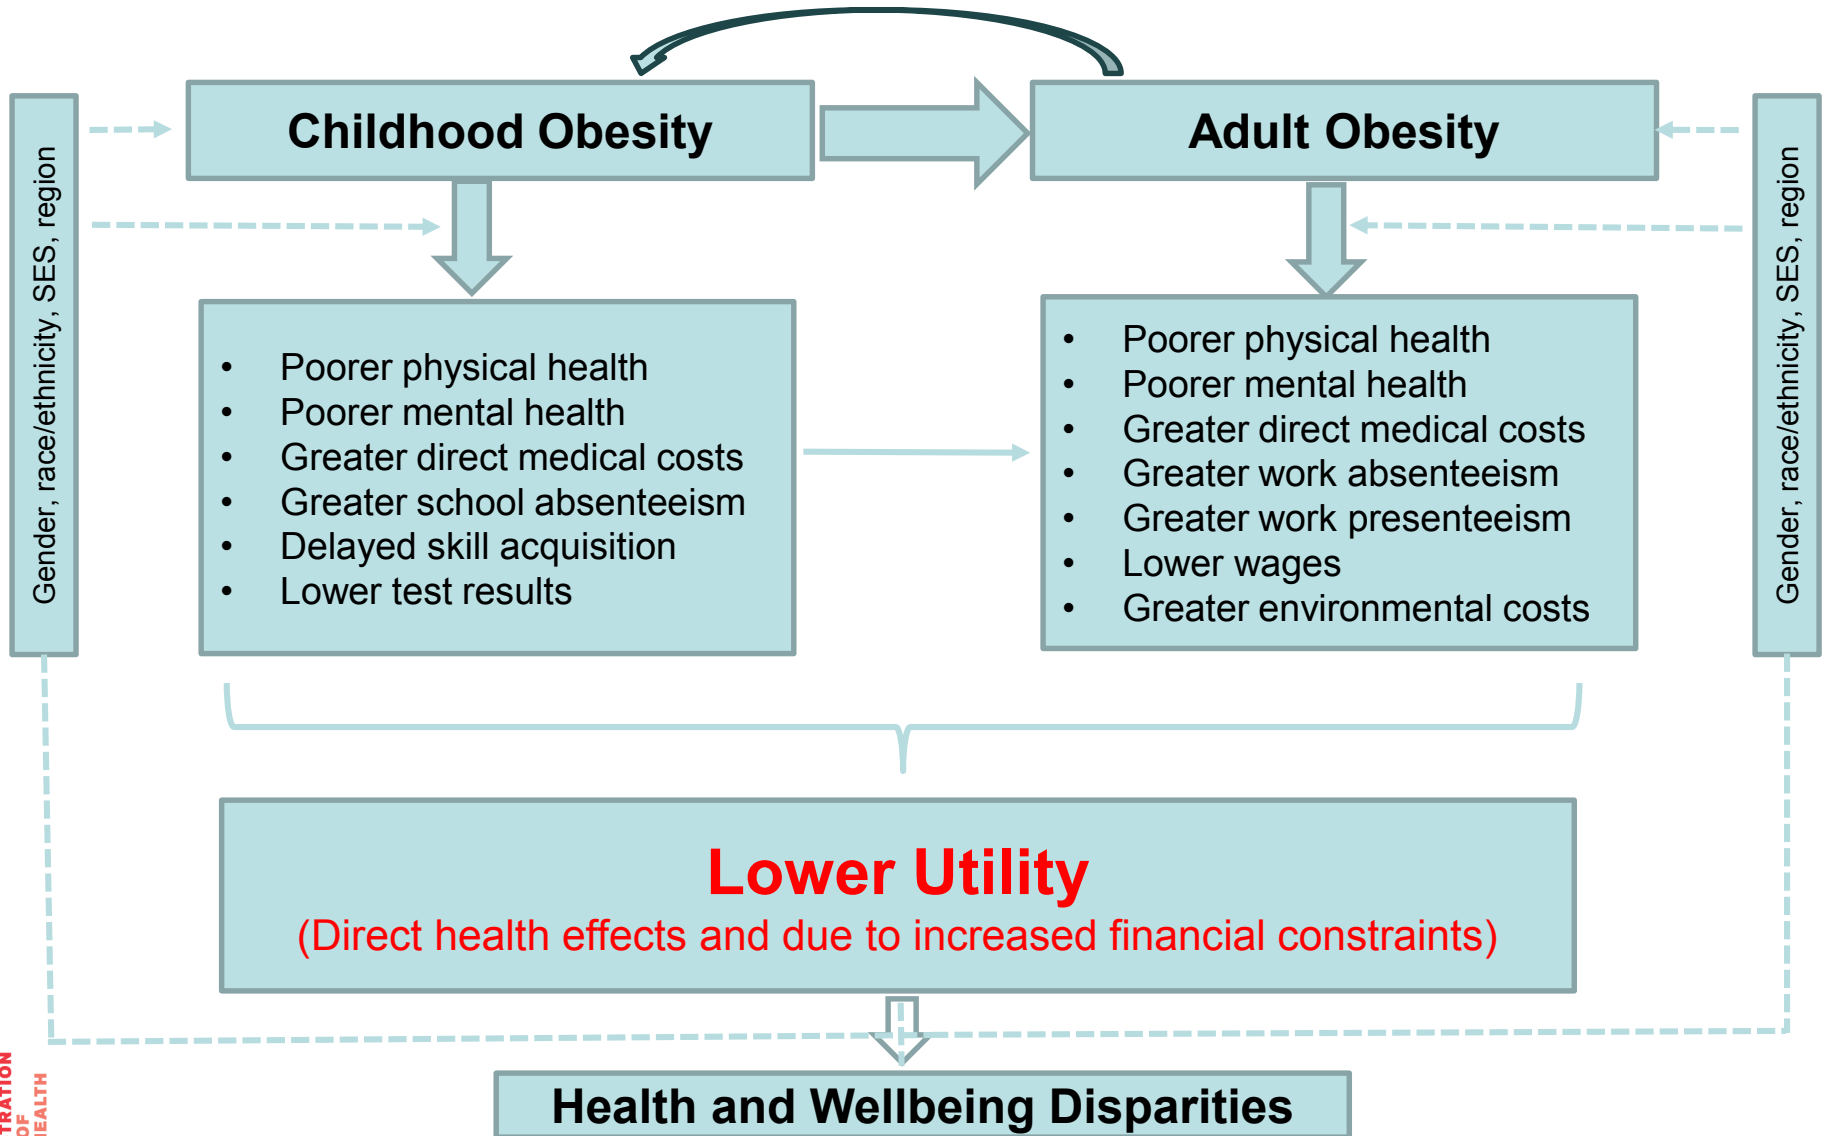 Childhood Obesity
Adult Obesity
Gender, race/ethnicity, SES, region
• Poorer physical health
• Poorer mental health
• Greater direct medical costs
• Greater school absenteeism
• Delayed skill acquisition
• Lower test results
• Poorer physical health
• Poorer mental health
• Greater direct medical costs
• Greater work absenteeism
• Greater work presenteeism
• Lower wages
• Greater environmental costs
Gender, race/ethnicity, SES, region
Lower Utility
(Direct health effects and due to increased financial constraints)
Health and Wellbeing Disparities
TRATION
OF
HEALTH